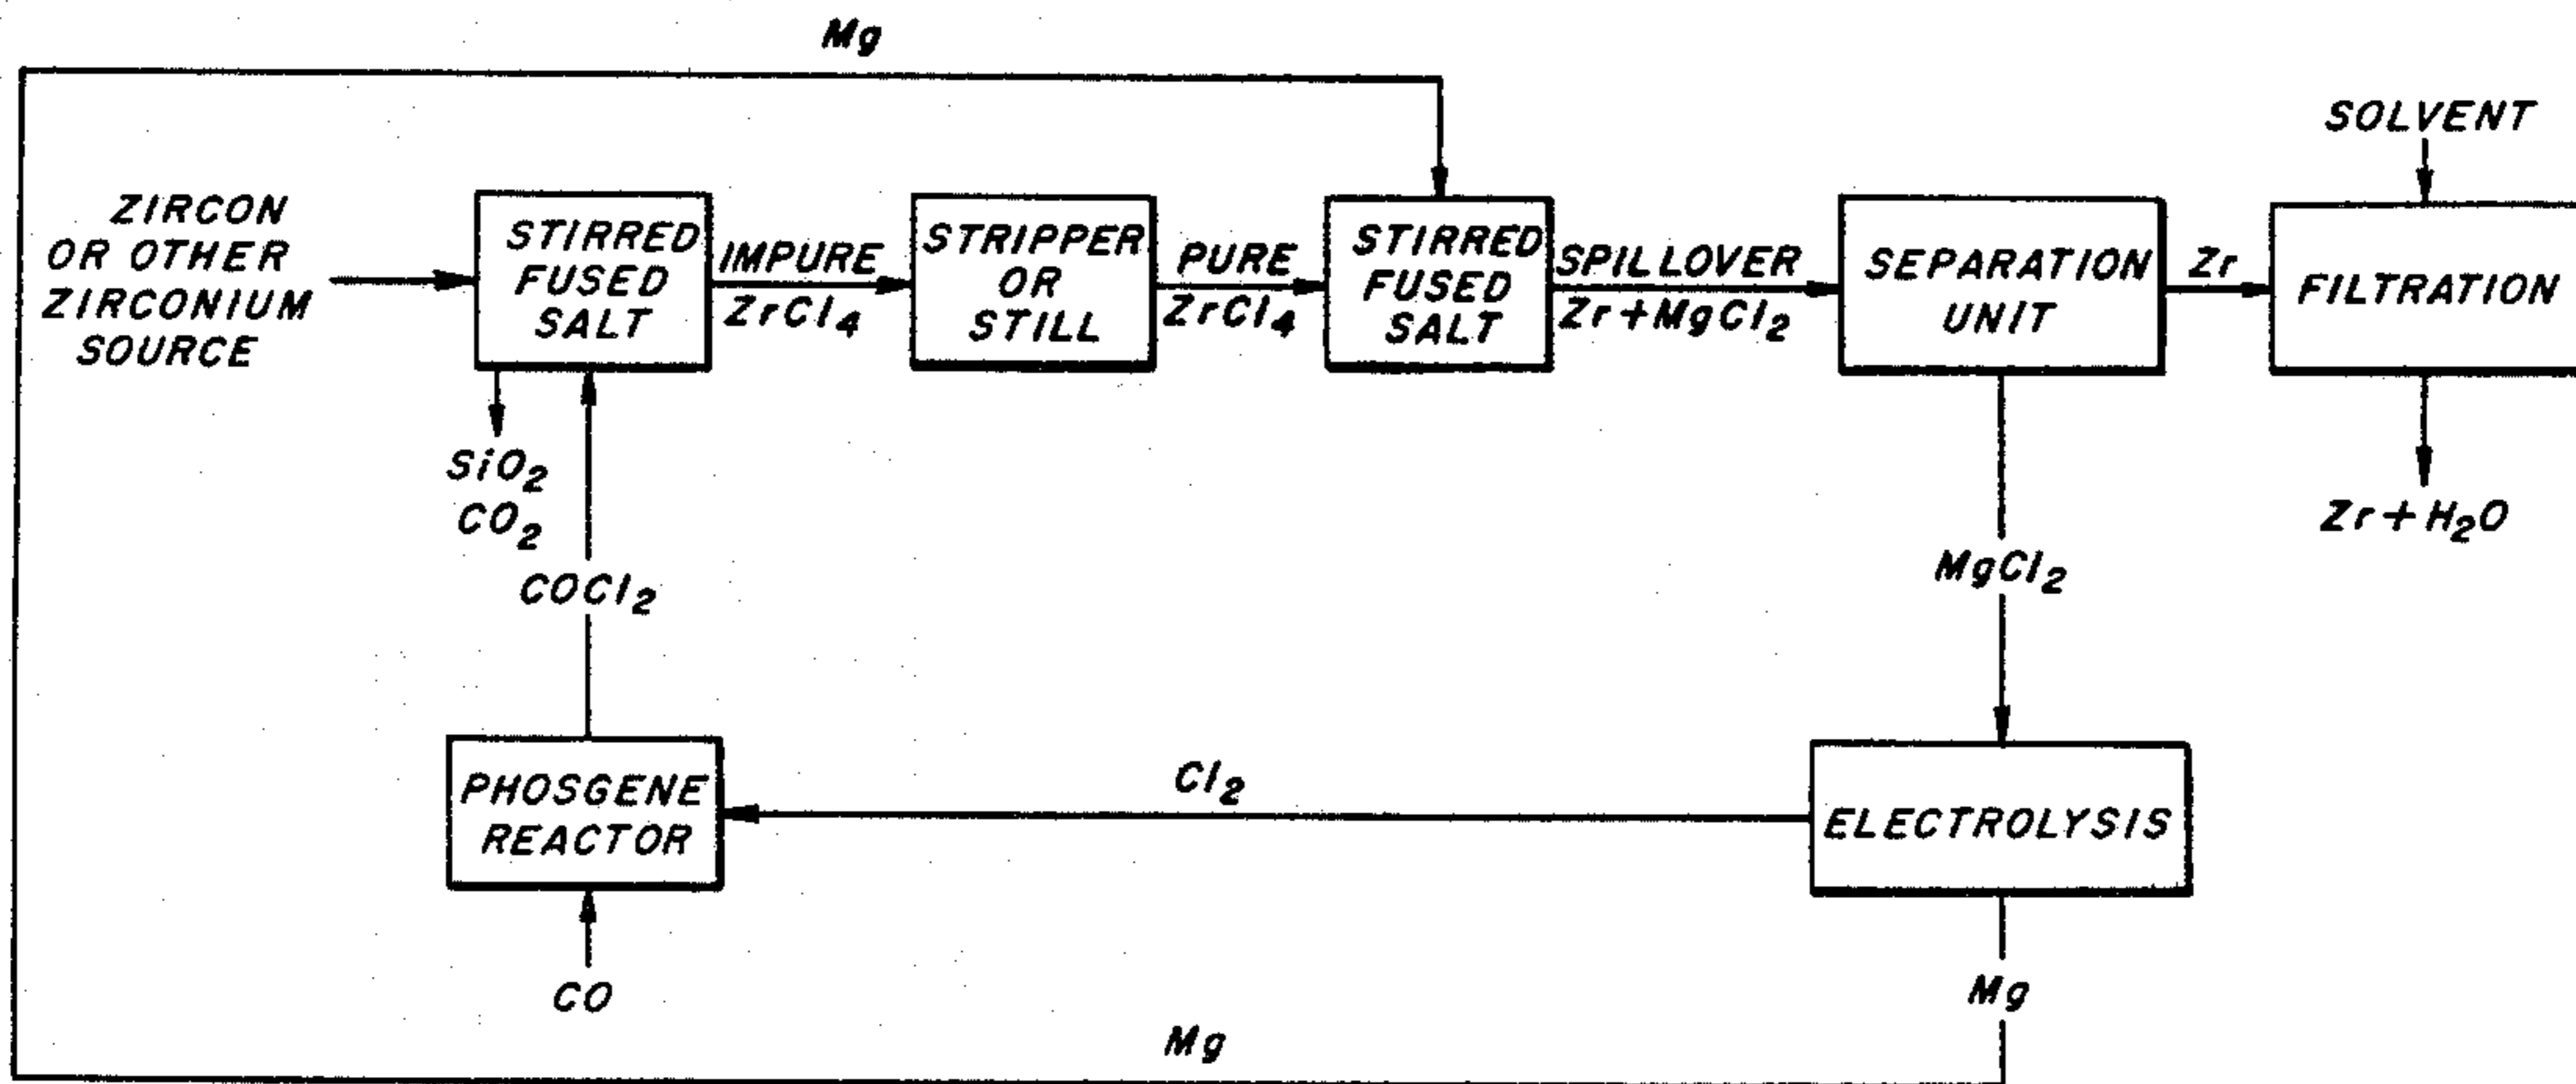 Mg
SOLVENT
ZIRCON
OR OTHER
ZIRCONIUM
SOURCE
STIRRED
FUSED
SALT
IMPURE
ZrCl4
STRIPPER
OR
STILL
PURE
ZrCl4
STIRRED
FUSED
SALT
SPILLOVER
Zr+MgCl2
SEPARATION
UNIT
Zr
FILTRATION
SiO2
CO2
Zr+H2O
COCl2
MgCl2
PHOSGENE
REACTOR
Cl2
ELECTROLYSIS
CO
Mg
Mg